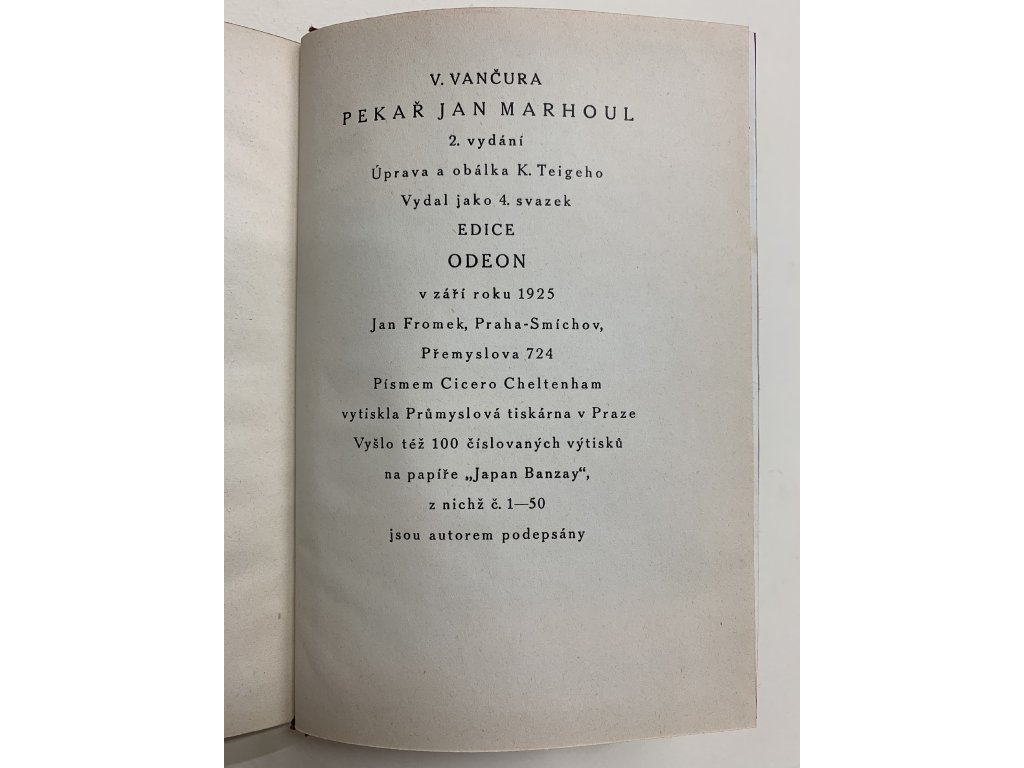 V. VANČURA
PEKAŘ JAN MARHOUL
2. vydání
Úprava a obálka K. Teigeho
Vydal jako 4. svazek
EDICE
ODEON
v září roku 1925
Jan Fromek, Praha-Smíchov,
Přemyslova 724
Písmem Cicero Cheltenham
vytiskla Průmyslová tiskárna v Praze
Vyšlo též 100 číslovaných výtisků
na papíře „Japan Banzay“,
z nichž č. 1—50
jsou autorem podepsány